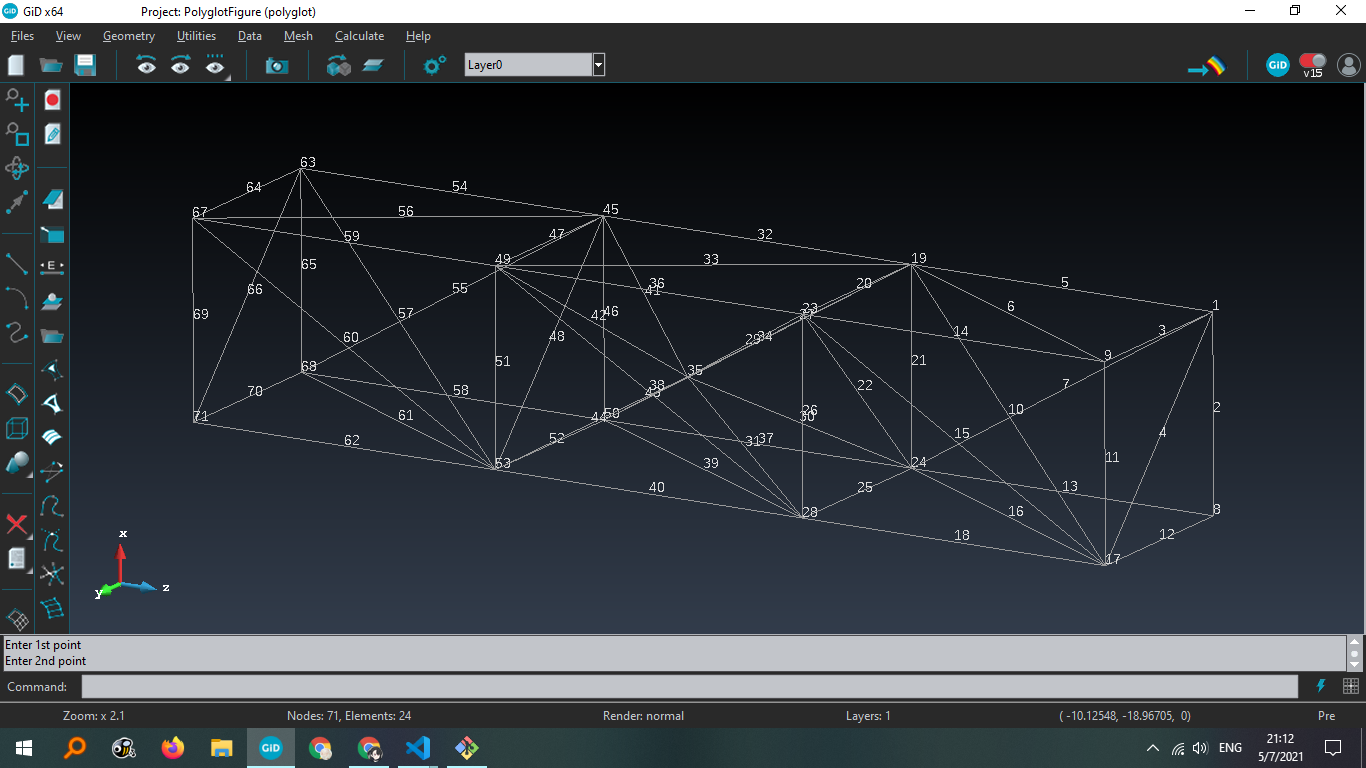 GiD x64 Project: PolyglotFigure (polyglot)
Files View Geometry Utilities Data Mesh Calculate Help
Layer0 GiD v15
E
63
64 54
67 56 45
59 47 32
49 33 19
65 36 20 5
66 55 41 6
69 57 42 46 23 1
60 48 29 34 14 3
51 35 21 9
68 38 22 7
70 58 43 26 10 2
71 61 44 50 30
62 52 31 37 15 4
53 39 24 11
40 25 13
28 16 8
18 12
17
x
y z
Enter 1st point
Enter 2nd point
Command:
Zoom: x 2.1 Nodes: 71, Elements: 24 Render: normal Layers: 1 ( -10.12548, -18.96705, 0) Pre
GiD ENG 21:12
5/7/2021